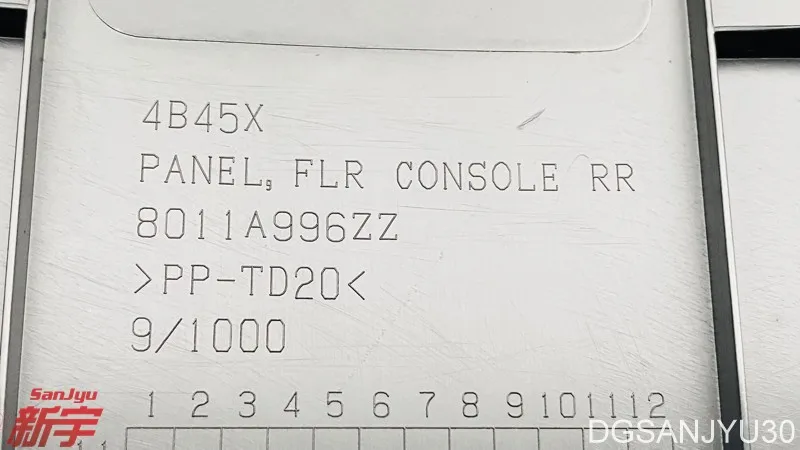 4B45X
PANEL, FLR CONSOLE RR
8011A996ZZ
>PP-TD20<
9/1000
1 2 3 4 5 6 7 8 9 10 11 12
SanJyu
新宇
DGSANJYU30